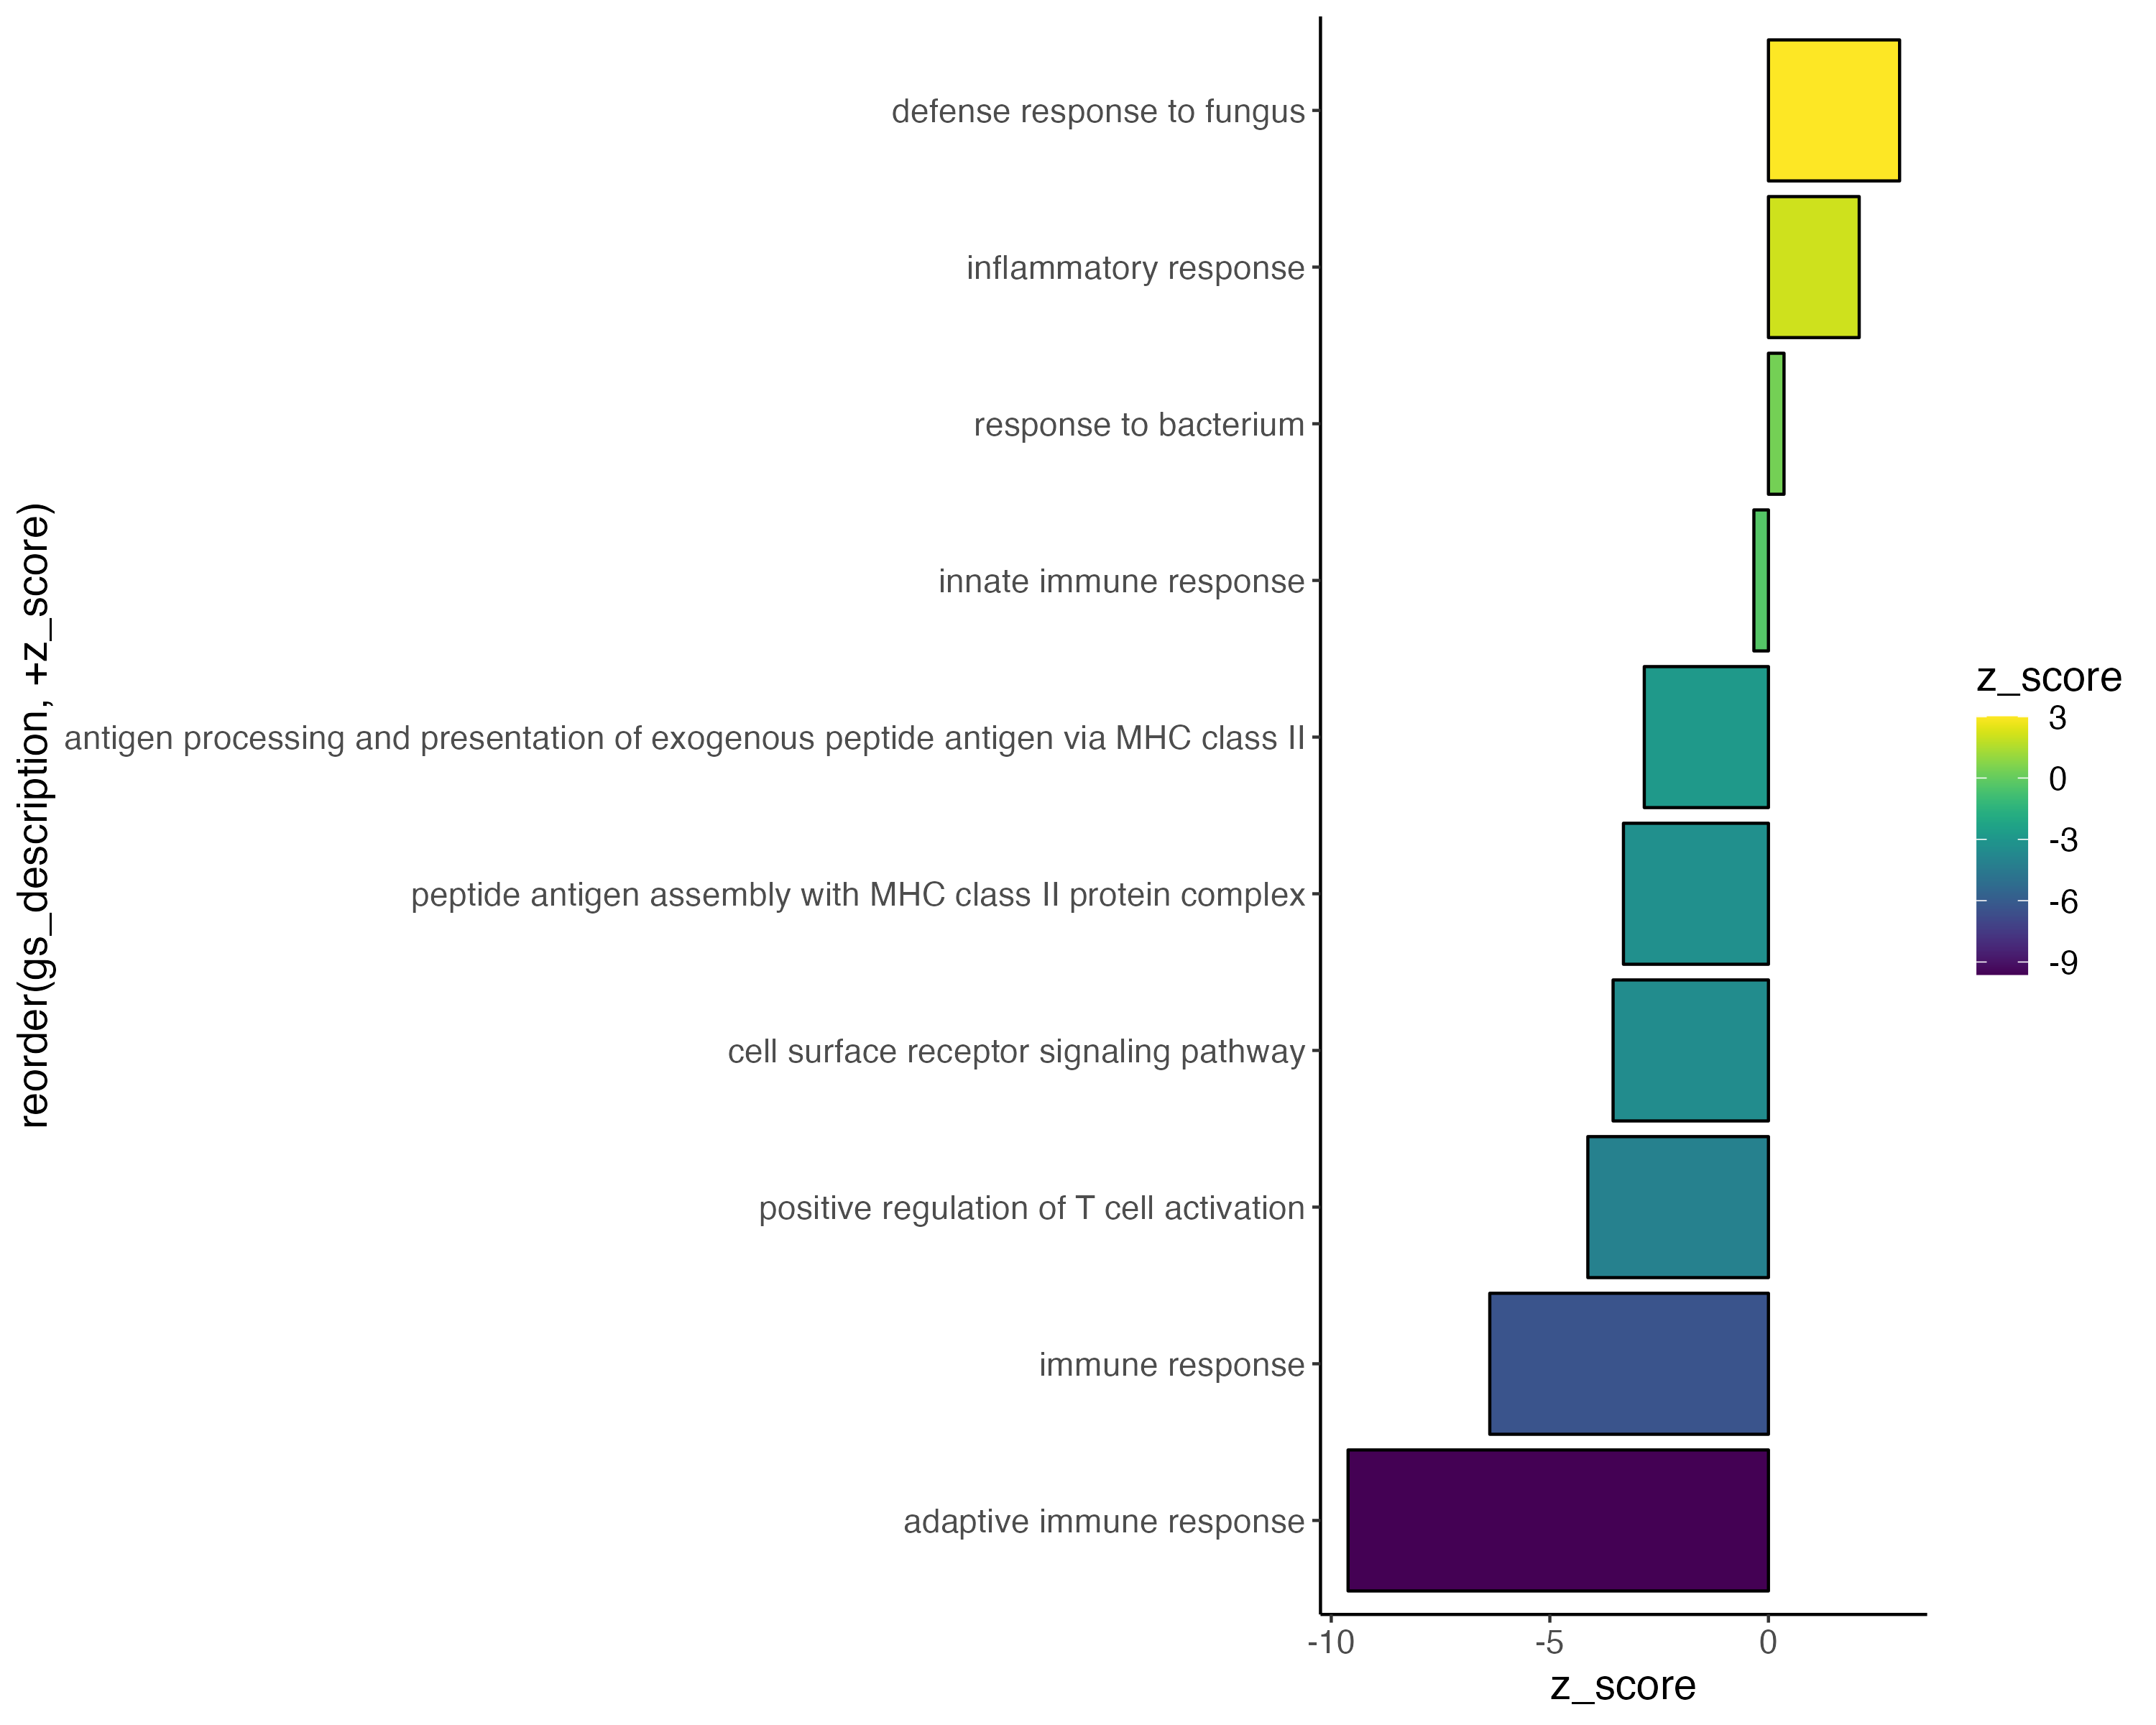 reorder(gs_description, +z_score)
defense response to fungus
inflammatory response
response to bacterium
innate immune response
antigen processing and presentation of exogenous peptide antigen via MHC class II
peptide antigen assembly with MHC class II protein complex
cell surface receptor signaling pathway
positive regulation of T cell activation
immune response
adaptive immune response
-10
-5
0
z_score
z_score
3
0
-3
-6
-9